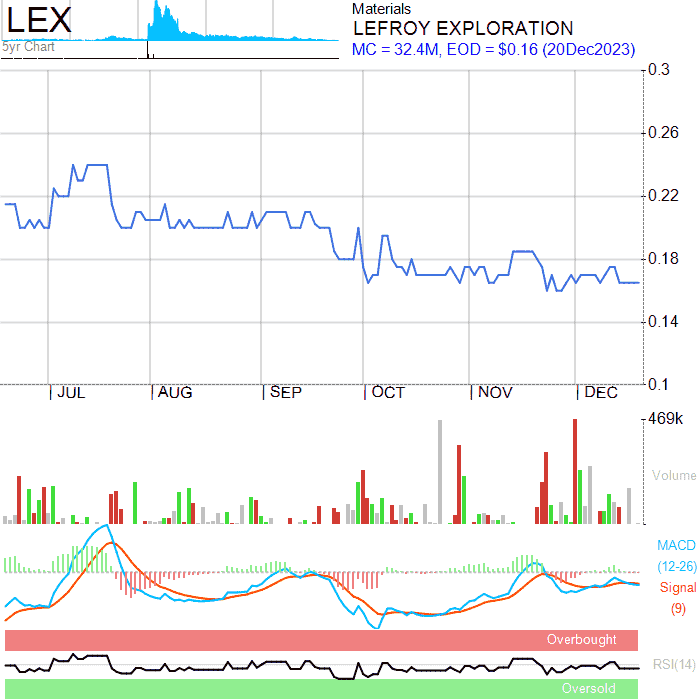 LEX
5yr Chart
Materials
LEFROY EXPLORATION
MC = 32.4M, EOD = $0.16 (20Dec2023)
0.3
0.26
0.22
0.18
0.14
0.1
JUL AUG SEP OCT NOV DEC
469k
Volume
MACD
(12-26)
Signal
(9)
Overbought
RSI(14)
Oversold